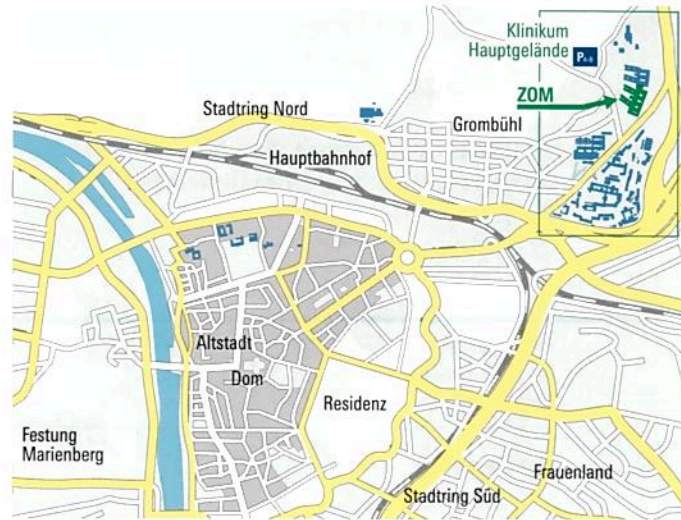 Klinikum
Hauptgelände
P
ZOM
Stadtring Nord
Grombühl
Hauptbahnhof
Altstadt
Dom
Residenz
Festung
Marienberg
Frauenland
Stadtring Süd